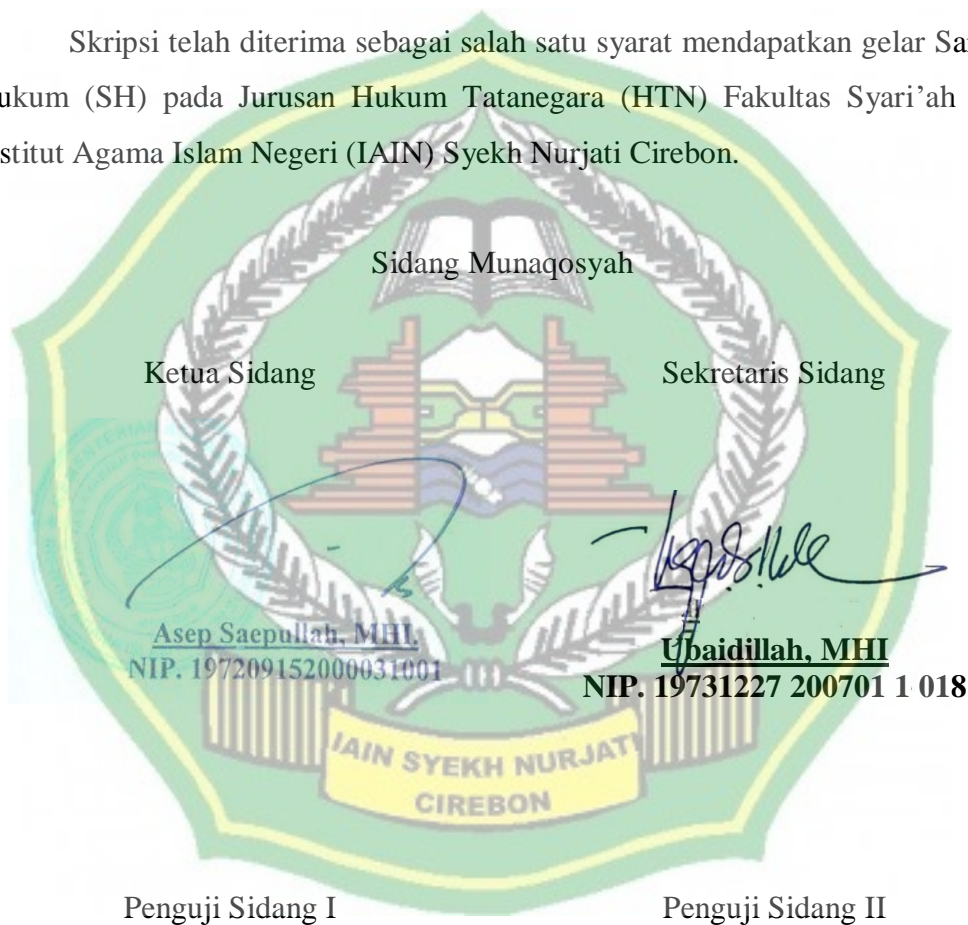 Skripsi telah diterima sebagai salah satu syarat mendapatkan gelar Sar
ukum (SH) pada Jurusan Hukum Tatanegara (HTN) Fakultas Syari’ah
stitut Agama Islam Negeri (IAIN) Syekh Nurjati Cirebon.
Sidang Munaqosyah
Ketua Sidang Sekretaris Sidang
Asep Saepullah, MHI.
NIP. 197209152000031001
Ubaidillah, MHI
NIP. 19731227 200701 1 018
IAIN SYEKH NURJATI
CIREBON
Penguji Sidang I Penguji Sidang II